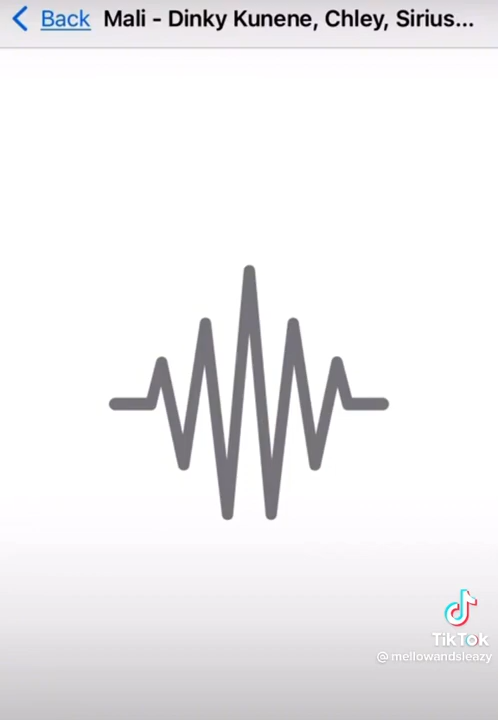 Back Mali - Dinky Kunene, Chley, Sirius...
TikTok
@mellowandsleazy